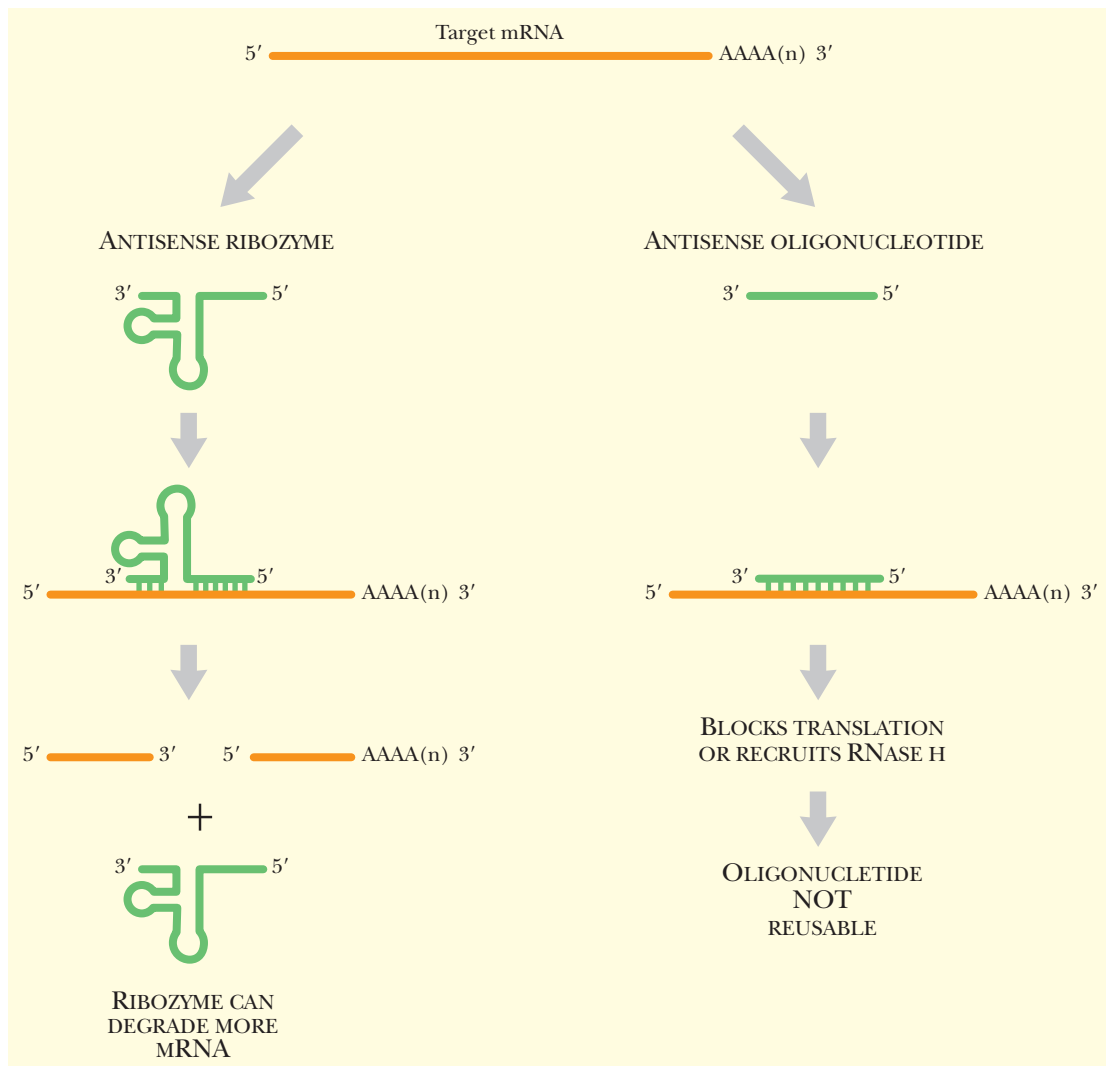 Target mRNA
5′ AAAA(n) 3′
ANTISENSE RIBOZYME
3′ 5′
5′ 3′ 5′ AAAA(n) 3′
5′ 3′ 5′ AAAA(n) 3′
+
3′ 5′
RIBOZYME CAN
DEGRADE MORE
MRNA
ANTISENSE OLIGONUCLEOTIDE
3′ 5′
3′ 5′
5′ AAAA(n) 3′
BLOCKS TRANSLATION
OR RECRUITS RNASE H
OLIGONUCLETIDE
NOT
REUSABLE